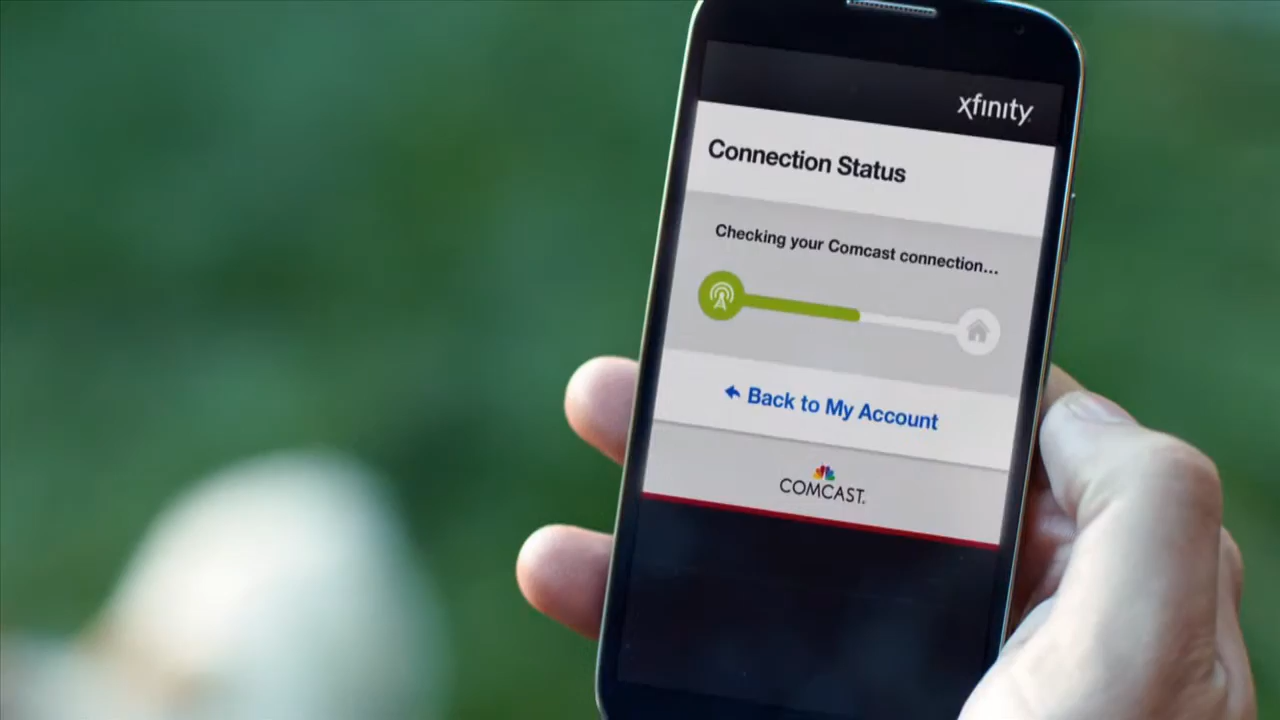 xfinity
Connection Status
Checking your Comcast connection...
Back to My Account
COMCAST.